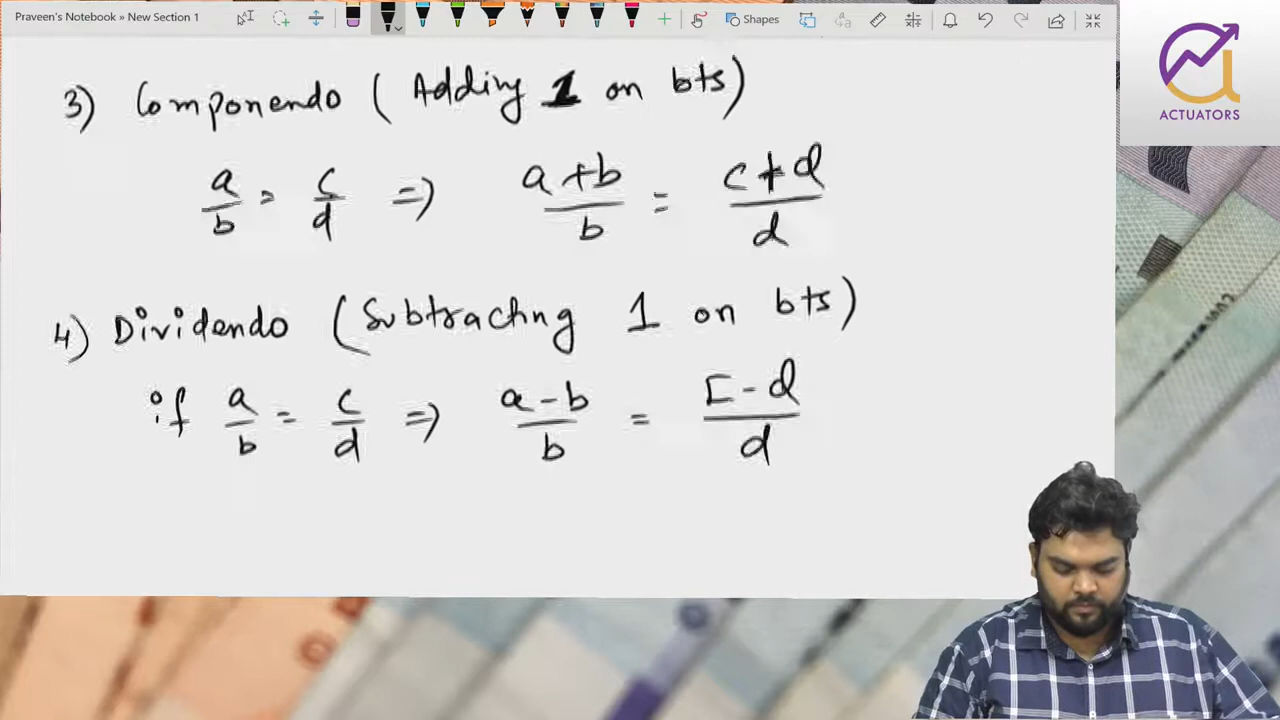 Praveen's Notebook » New Section 1
Shapes
ACTUATORS
3) Componendo ( Adding 1 on bts)
a/b = c/d => a+b/b = c+d/d
4) Dividendo (Subtracting 1 on bts)
if a/b = c/d => a-b/b = c-d/d